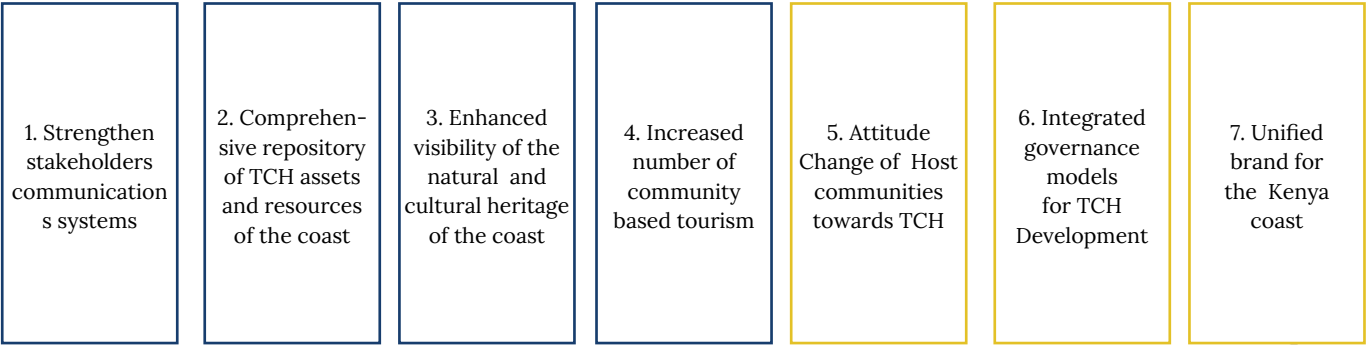 1. Strengthen
stakeholders
communication
s systems
2. Comprehen-
sive repository
of TCH assets
and resources
of the coast
3. Enhanced
visibility of the
natural  and
cultural heritage
of the coast
4. Increased
number of
community
based tourism
5. Attitude
Change of  Host
communities
towards TCH
6. Integrated
governance
models
for TCH
Development
7. Unified
brand for
the  Kenya
coast